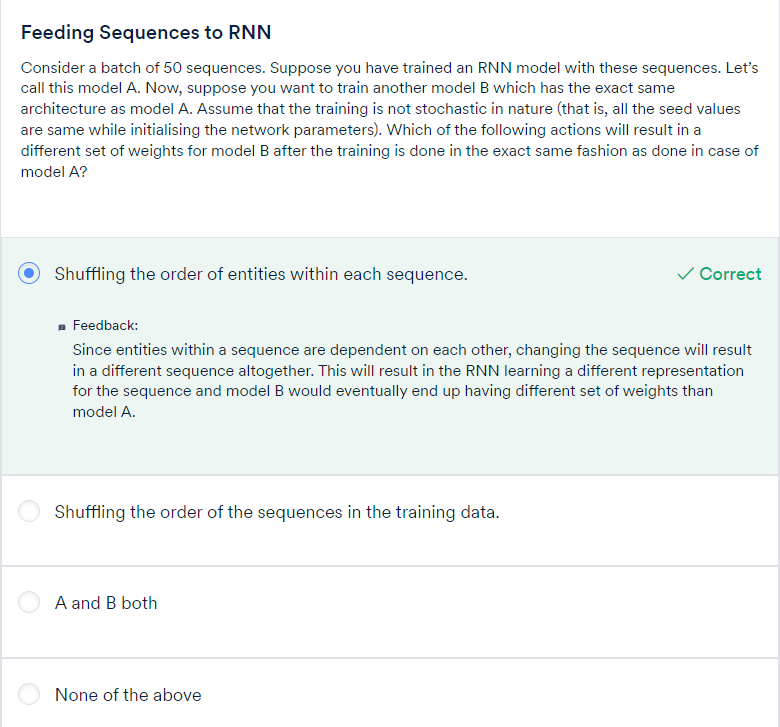 Feeding Sequences to RNN
Consider a batch of 50 sequences. Suppose you have trained an RNN model with these sequences. Let’s
call this model A. Now, suppose you want to train another model B which has the exact same
architecture as model A. Assume that the training is not stochastic in nature (that is, all the seed values
are same while initialising the network parameters). Which of the following actions will result in a
different set of weights for model B after the training is done in the exact same fashion as done in case of
model A?
Shuffling the order of entities within each sequence.
Correct
Feedback:
Since entities within a sequence are dependent on each other, changing the sequence will result
in a different sequence altogether. This will result in the RNN learning a different representation
for the sequence and model B would eventually end up having different set of weights than
model A.
Shuffling the order of the sequences in the training data.
A and B both
None of the above